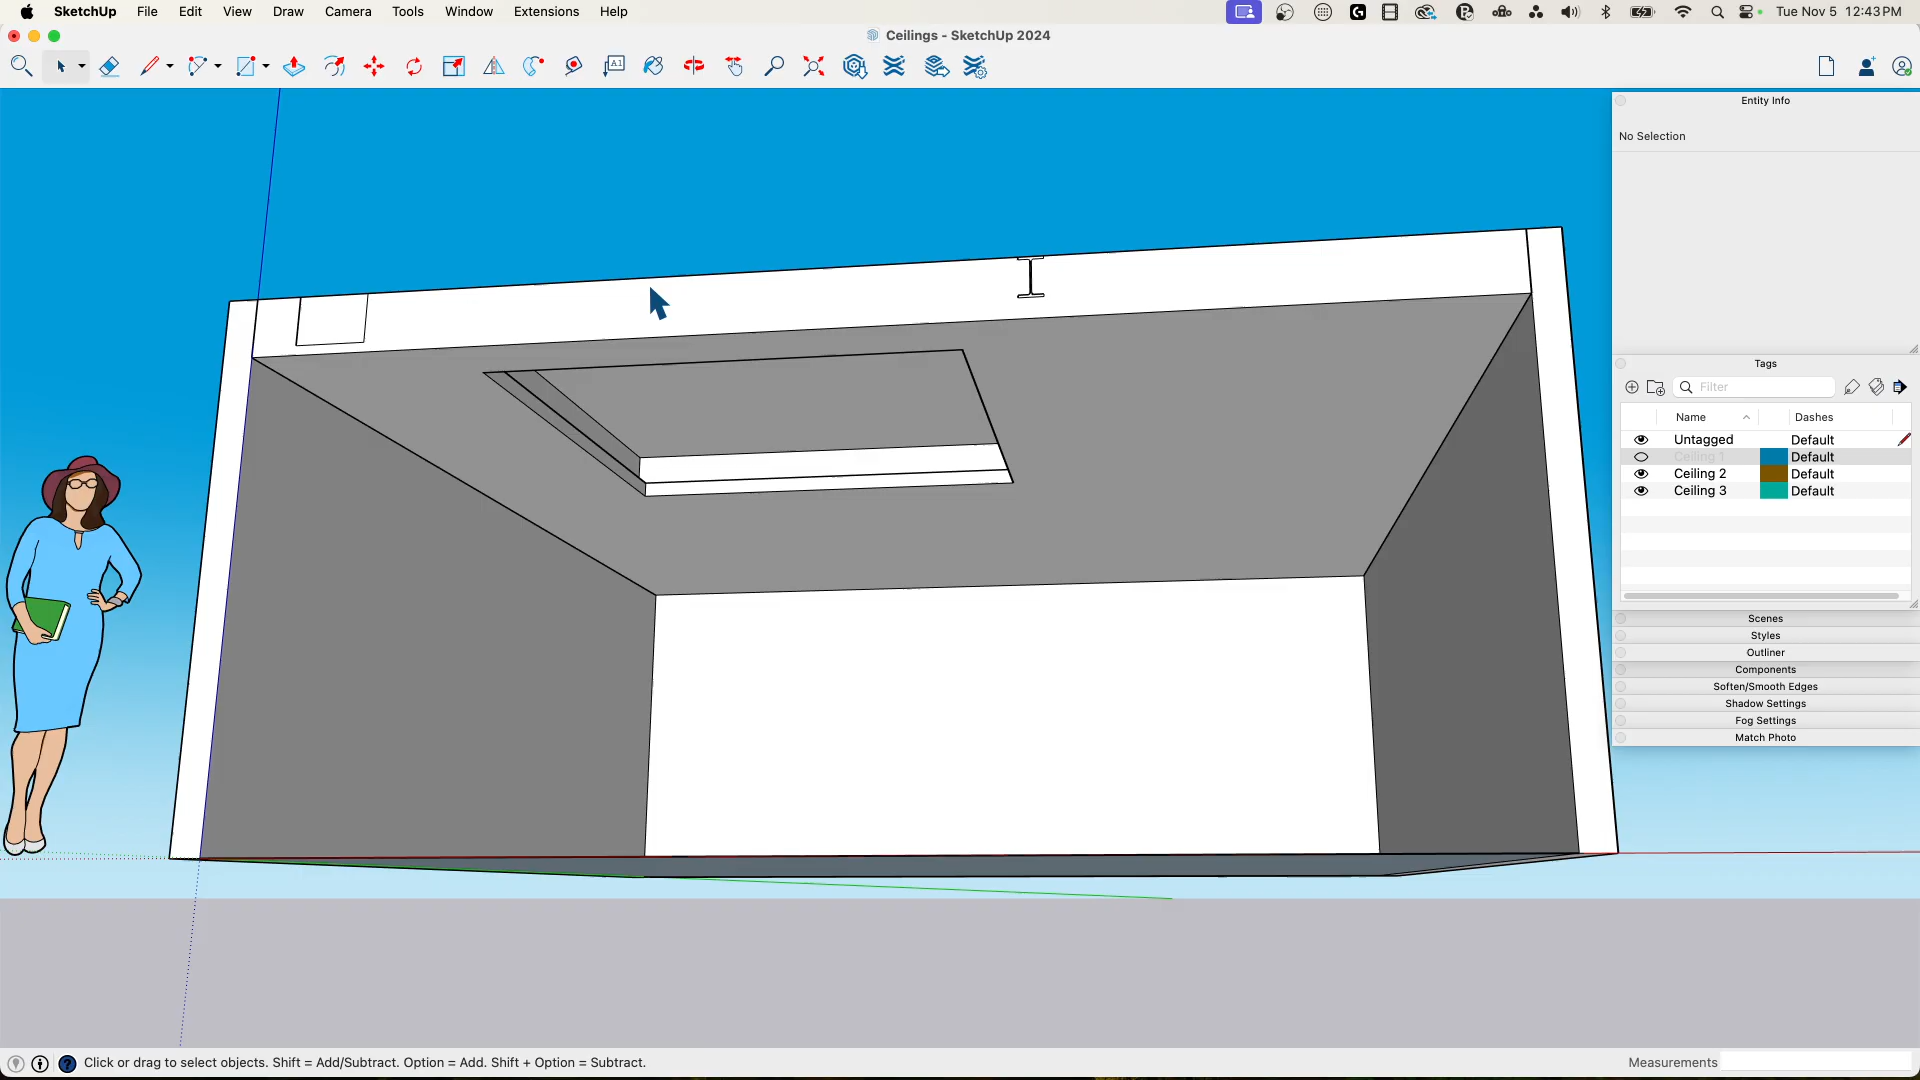 SketchUp File Edit View Draw Camera Tools Window Extensions Help
Tue Nov 5 12:43 PM
Ceilings - SketchUp 2024
A1
Entity Info
No Selection
Tags
Filter
Name Dashes
Untagged Default
Ceiling 1 Default
Ceiling 2 Default
Ceiling 3 Default
Scenes
Styles
Outliner
Components
Soften/Smooth Edges
Shadow Settings
Fog Settings
Match Photo
Click or drag to select objects. Shift = Add/Subtract. Option = Add. Shift + Option = Subtract.
Measurements